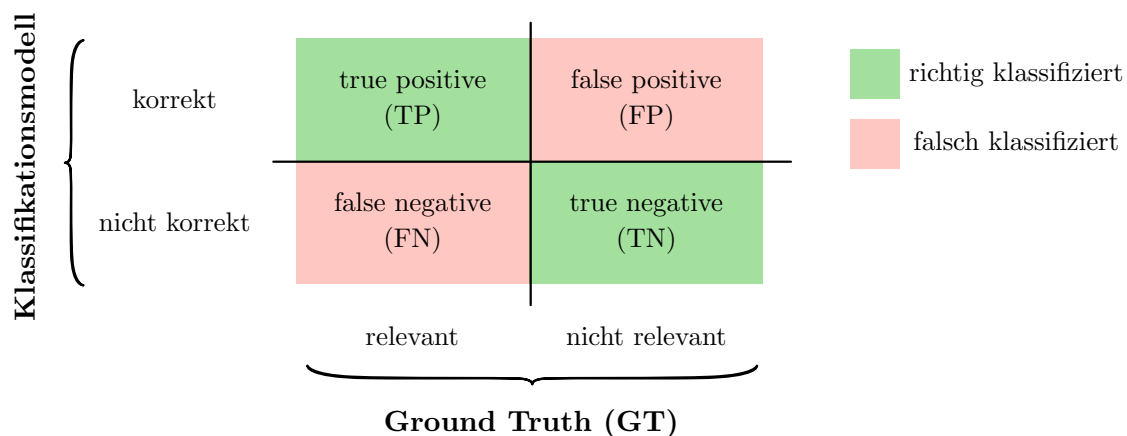 Klassifikationsmodell
korrekt
true positive
(TP)
false positive
(FP)
richtig klassifiziert
falsch klassifiziert
nicht korrekt
false negative
(FN)
true negative
(TN)
relevant
nicht relevant
Ground Truth (GT)